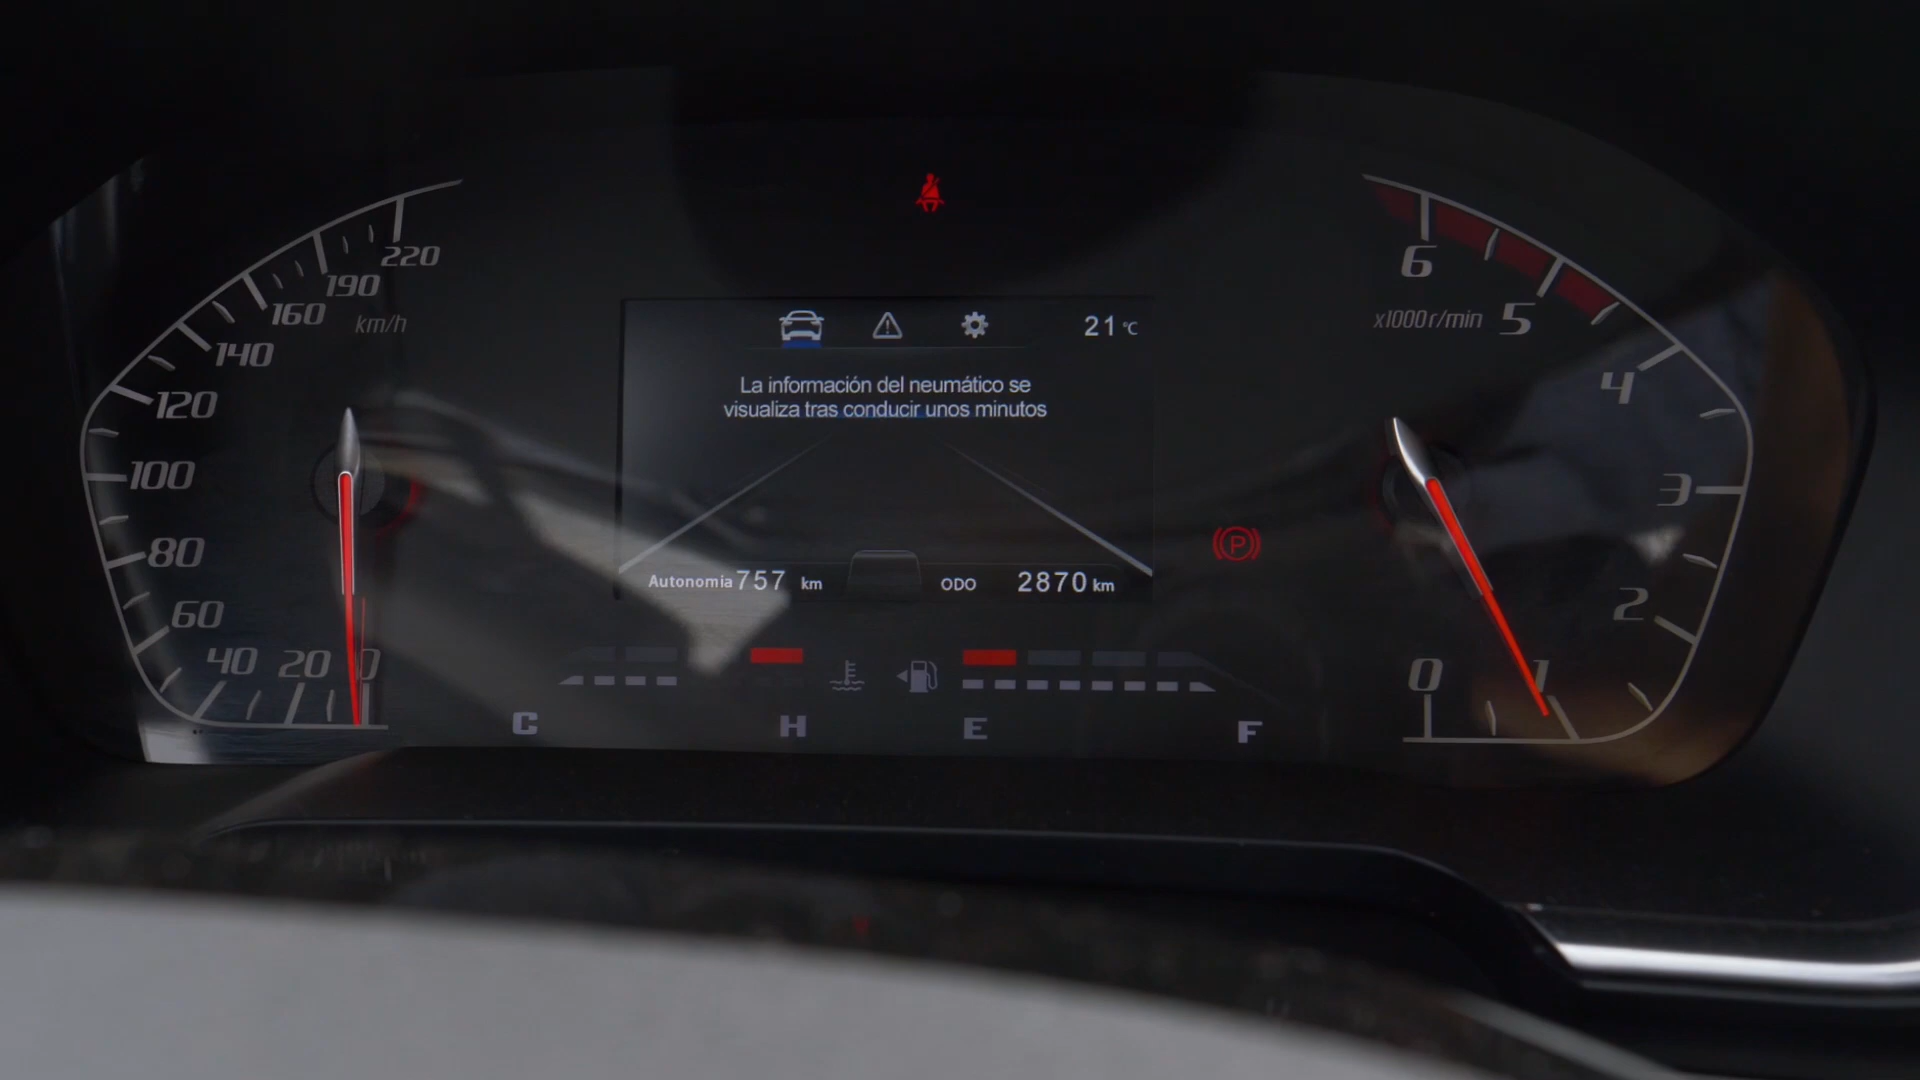 220
190
160
km/h
140
120
100
80
60
40
20
0
21 °C
La información del neumático se
visualiza tras conducir unos minutos
Autonomia 757 km
ODO 2870 km
C
H
E
F
P
6
x1000r/min
5
4
3
2
1
0